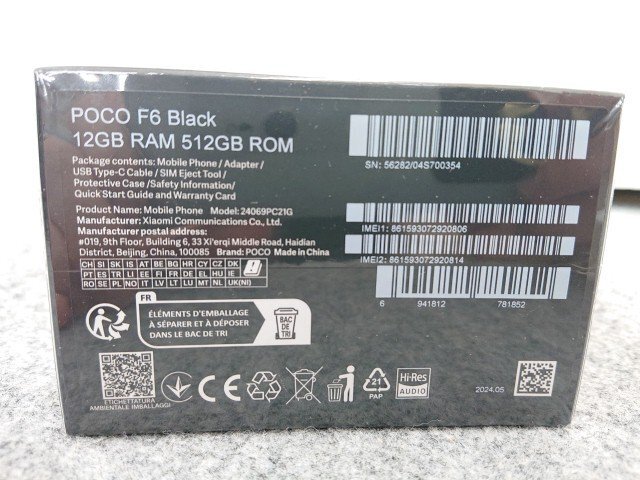 POCO F6 Black
12GB RAM 512GB ROM
Package contents: Mobile Phone / Adapter /
USB Type-C Cable / SIM Eject Tool /
Protective Case /Safety Information/
Quick Start Guide and Warranty Card
Product Name: Mobile Phone Model: 24069PC21G
Manufacturer: Xiaomi Communications Co., Ltd.
Manufacturer postal address:
#019, 9th Floor, Building 6, 33 Xi'erqi Middle Road, Haidian
District, Beijing, China, 100085 Brand: POCO Made in China
CH SI SK IS AT BE BG HR CY CZ DK
PT ES TR LI EE FI FR DE EL HU IE
RO SE PL NO IT LV LT LU MT NL UK(NI)
SN: 56282/04S700354
IMEI1: 861593072920806
IMEI2: 861593072920814
6 941812 781852
FR
ÉLÉMENTS D'EMBALLAGE
À SÉPARER ET À DÉPOSER
DANS LE BAC DE TRI
BAC
DE TRI
ETICHETTATURA
AMBIENTALE IMBALLAGGI
CE
21
PAP
Hi-Res
AUDIO
2024.05